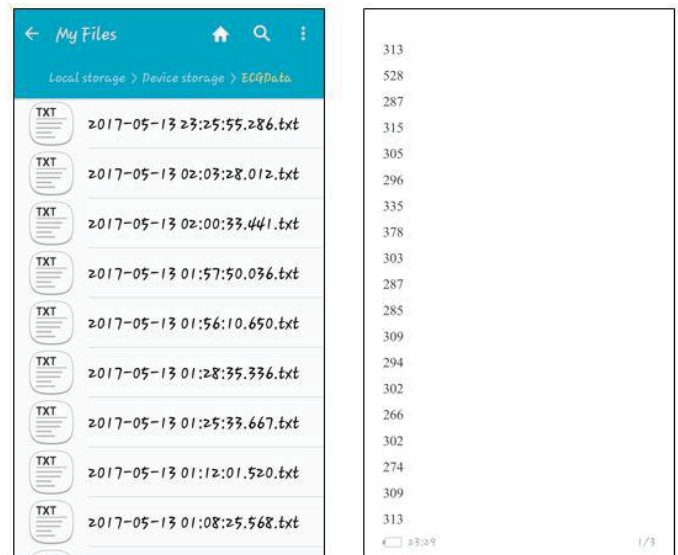 My Files
Local storage > Device storage > ECGData
TXT
2017-05-13 23:25:55.286.txt
TXT
2017-05-13 02:03:28.012.txt
TXT
2017-05-13 02:00:33.441.txt
TXT
2017-05-13 01:57:50.036.txt
TXT
2017-05-13 01:56:10.650.txt
TXT
2017-05-13 01:28:35.336.txt
TXT
2017-05-13 01:25:33.667.txt
TXT
2017-05-13 01:12:01.520.txt
TXT
2017-05-13 01:08:25.568.txt
313
528
287
315
305
296
335
378
303
287
285
309
294
302
266
302
274
309
313
23:29
1/3